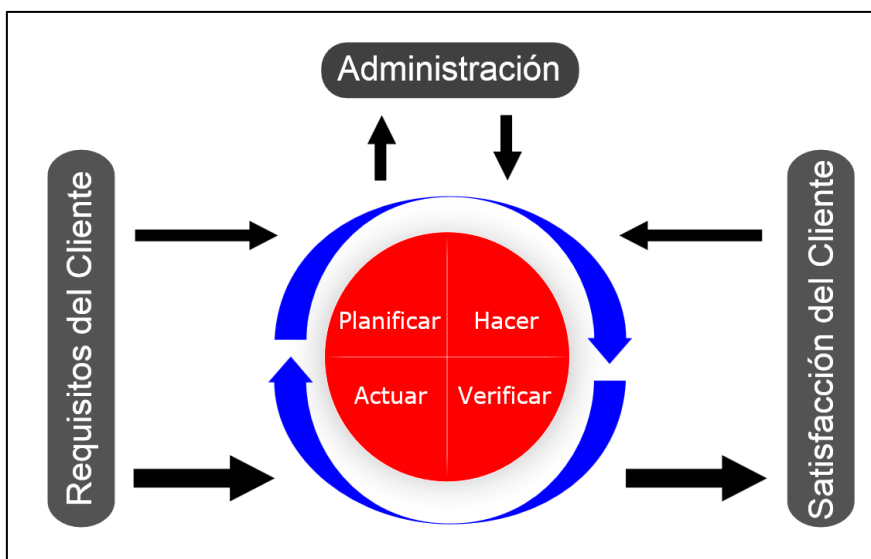 Administración
Requisitos del Cliente
Planificar
Hacer
Actuar
Verificar
Satisfacción del Cliente